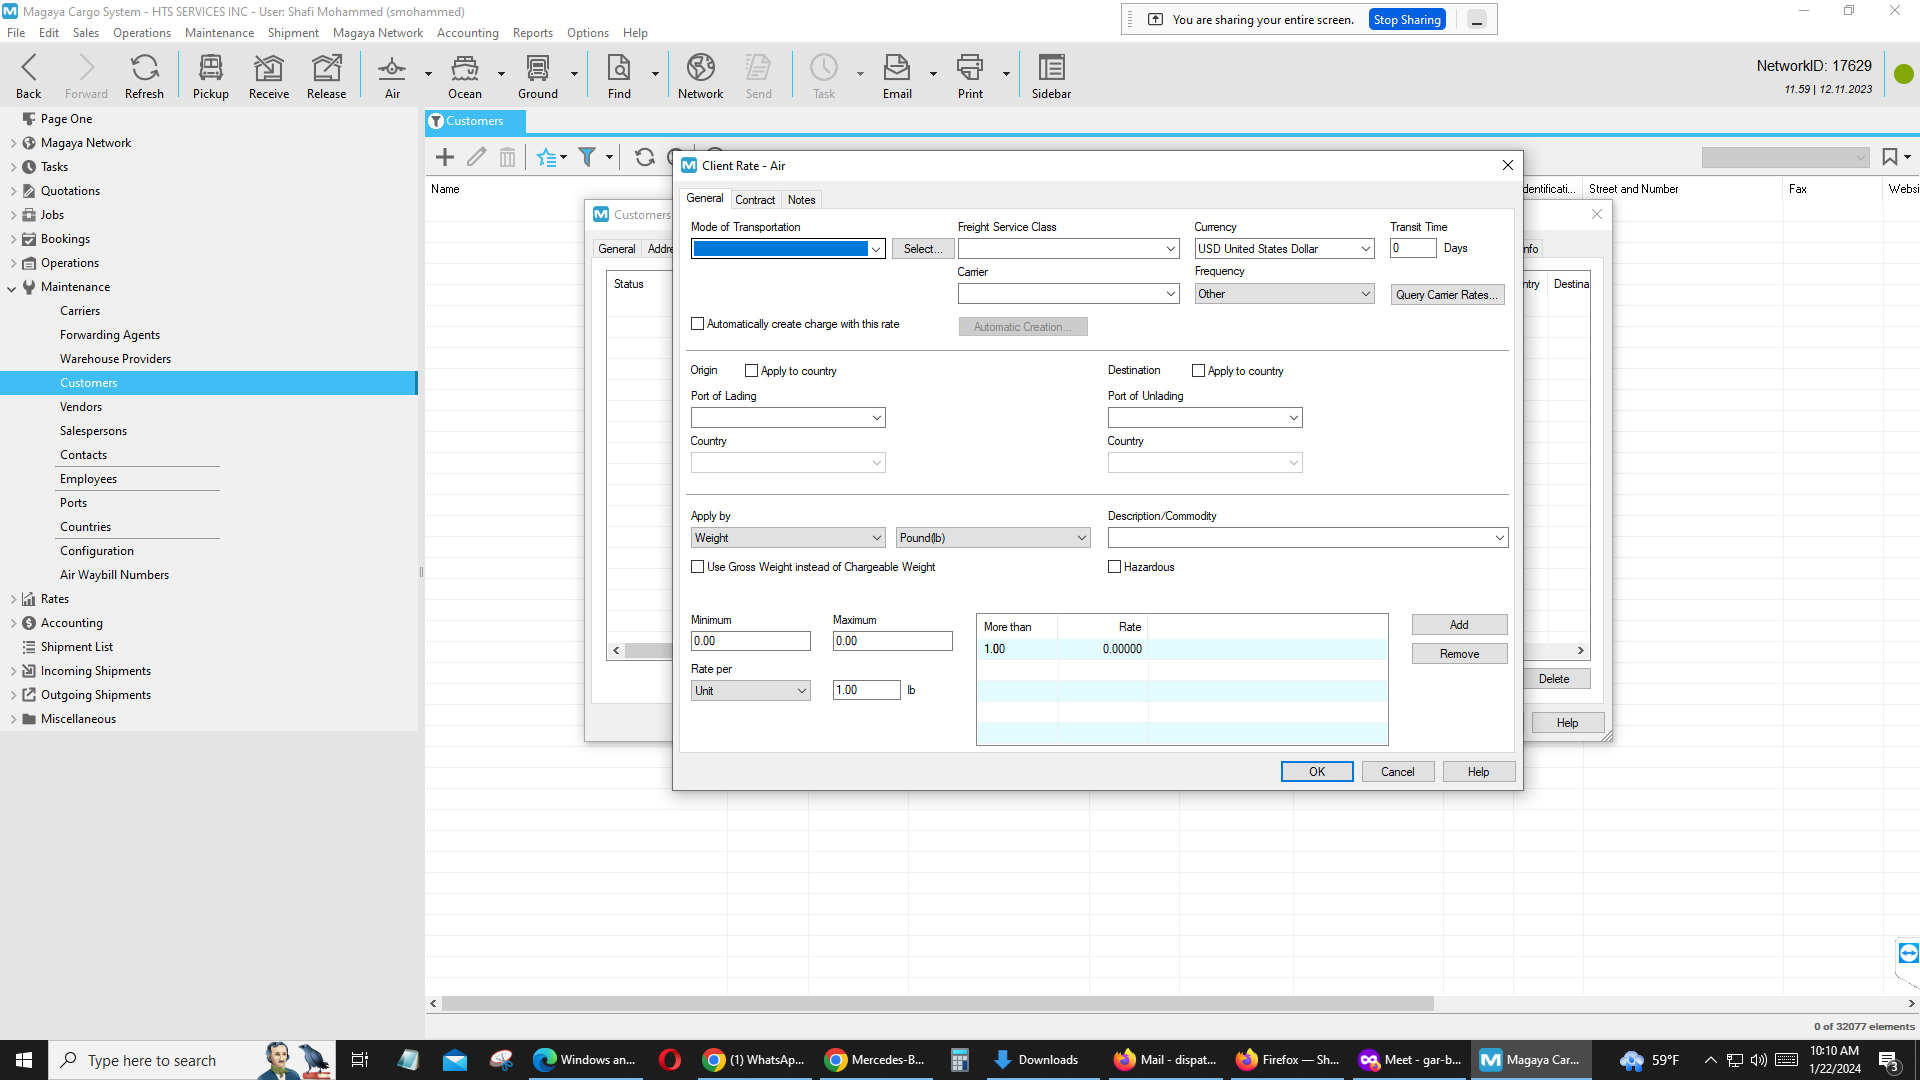 Magaya Cargo System - HTS SERVICES INC - User: Shafi Mohammed (smohammed)
You are sharing your entire screen.
Stop Sharing
File Edit Sales Operations Maintenance Shipment Magaya Network Accounting Reports Options Help
Back Forward Refresh Pickup Receive Release Air Ocean Ground Find Network Send Task Email Print Sidebar
NetworkID: 17629
11.59 | 12.11.2023
Page One
Magaya Network
Tasks
Quotations
Jobs
Bookings
Operations
Maintenance
Carriers
Forwarding Agents
Warehouse Providers
Customers
Vendors
Salespersons
Contacts
Employees
Ports
Countries
Configuration
Air Waybill Numbers
Rates
Accounting
Shipment List
Incoming Shipments
Outgoing Shipments
Miscellaneous
Customers
Name
dentificati... Street and Number Fax Websi
Customers
General Addre
nfo
Status
ntry Destina
Delete
Help
Client Rate - Air
General Contract Notes
Mode of Transportation Freight Service Class Currency Transit Time
Select... USD United States Dollar 0 Days
Carrier Frequency
Other Query Carrier Rates...
Automatically create charge with this rate Automatic Creation...
Origin Apply to country Destination Apply to country
Port of Lading Port of Unlading
Country Country
Apply by Description/Commodity
Weight Pound(lb)
Use Gross Weight instead of Chargeable Weight Hazardous
Minimum Maximum
0.00 0.00
Rate per
Unit 1.00 lb
More than Rate
1.00 0.00000
Add
Remove
OK Cancel Help
0 of 32077 elements
Type here to search
Windows an...
(1) WhatsAp...
Mercedes-B...
Downloads
Mail - dispat...
Firefox — Sh...
Meet - gar-b...
Magaya Car...
59°F
10:10 AM
1/22/2024
3